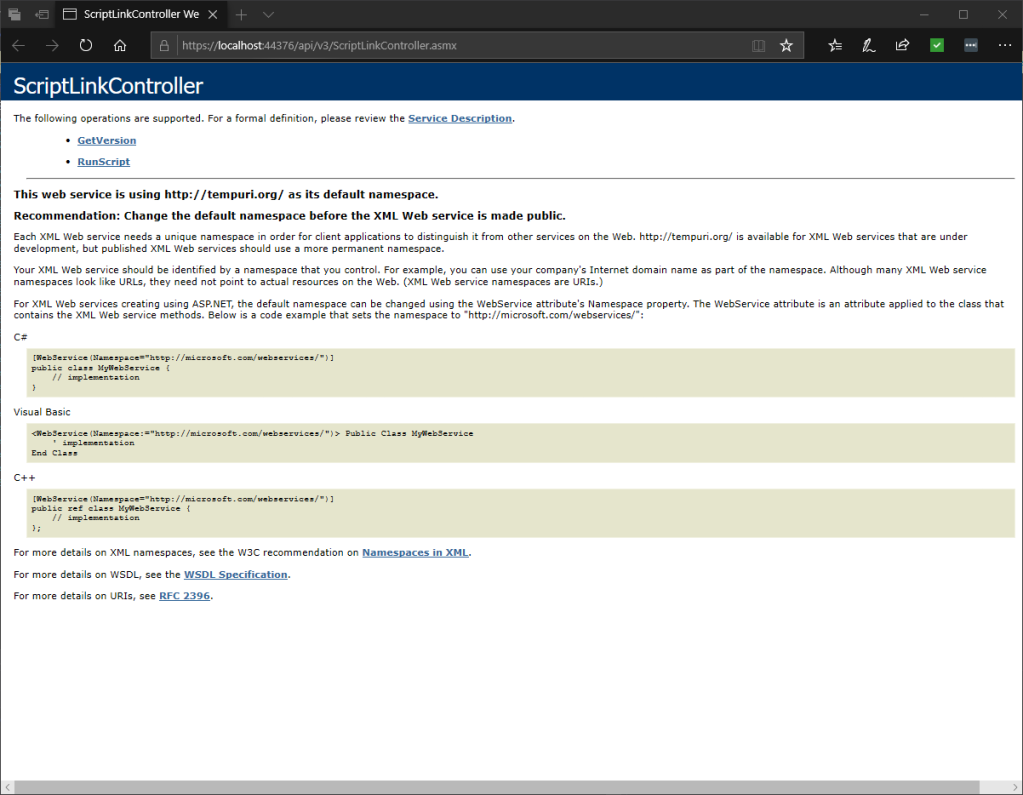 ScriptLinkController We
https://localhost:44376/api/v3/ScriptLinkController.asmx
ScriptLinkController
The following operations are supported. For a formal definition, please review the Service Description.
• GetVersion
• RunScript
This web service is using http://tempuri.org/ as its default namespace.
Recommendation: Change the default namespace before the XML Web service is made public.
Each XML Web service needs a unique namespace in order for client applications to distinguish it from other services on the Web. http://tempuri.org/ is available for XML Web services that are under
development, but published XML Web services should use a more permanent namespace.
Your XML Web service should be identified by a namespace that you control. For example, you can use your company's Internet domain name as part of the namespace. Although many XML Web service
namespaces look like URLs, they need not point to actual resources on the Web. (XML Web service namespaces are URIs.)
For XML Web services creating using ASP.NET, the default namespace can be changed using the WebService attribute's Namespace property. The WebService attribute is an attribute applied to the class that
contains the XML Web service methods. Below is a code example that sets the namespace to "http://microsoft.com/webservices/":
C#
[WebService(Namespace="http://microsoft.com/webservices/")]
public class MyWebService {
    // implementation
}
Visual Basic
<WebService(Namespace:="http://microsoft.com/webservices/")> Public Class MyWebService
    ' implementation
End Class
C++
[WebService(Namespace="http://microsoft.com/webservices/")]
public ref class MyWebService {
    // implementation
};
For more details on XML namespaces, see the W3C recommendation on Namespaces in XML.
For more details on WSDL, see the WSDL Specification.
For more details on URIs, see RFC 2396.